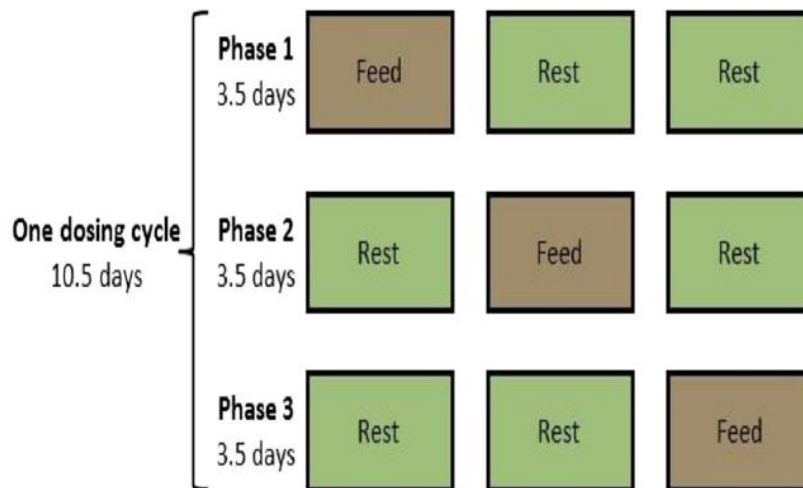 Phase 1
3.5 days
Feed
Rest
Rest
One dosing cycle
10.5 days
Phase 2
3.5 days
Rest
Feed
Rest
Phase 3
3.5 days
Rest
Rest
Feed